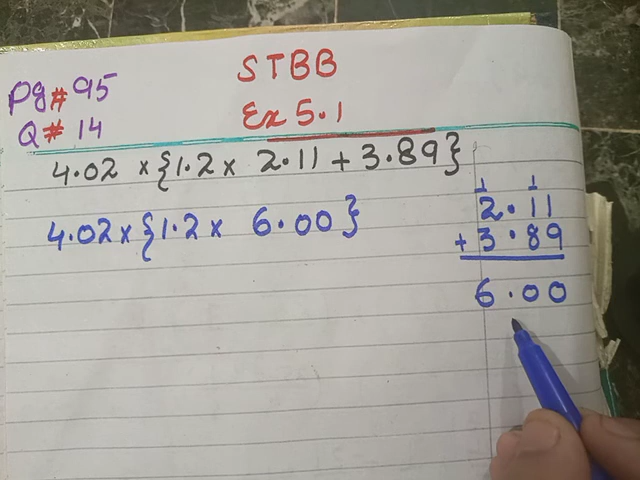 STBB
Pg# 95
Ex 5.1
Q# 14
4.02 ×{1.2× 2.11 + 3.89}
4.02×{1.2× 6.00}
1 1
2.11
+ 3.89
6.00